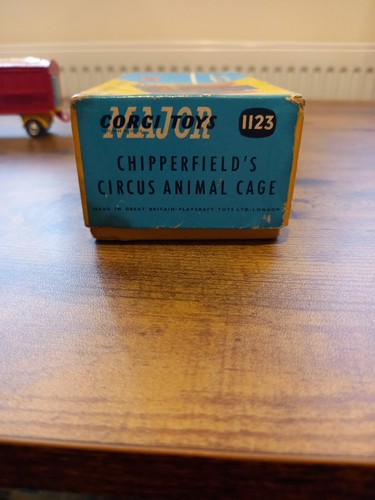 CORGI TOYS
MAJOR
1123
CHIPPERFIELD'S
CIRCUS ANIMAL CAGE
MADE IN GREAT BRITAIN-PLAYCRAFT TOYS LTD.-LONDON